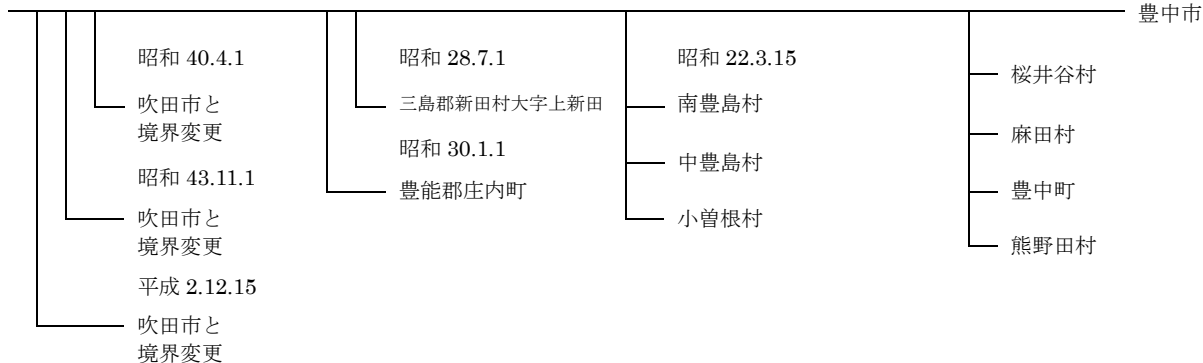 豊中市
昭和 40.4.1
吹田市と
境界変更
昭和 43.11.1
吹田市と
境界変更
平成 2.12.15
吹田市と
境界変更
昭和 28.7.1
三島郡新田村大字上新田
昭和 30.1.1
豊能郡庄内町
昭和 22.3.15
南豊島村
中豊島村
小曽根村
桜井谷村
麻田村
豊中町
熊野田村